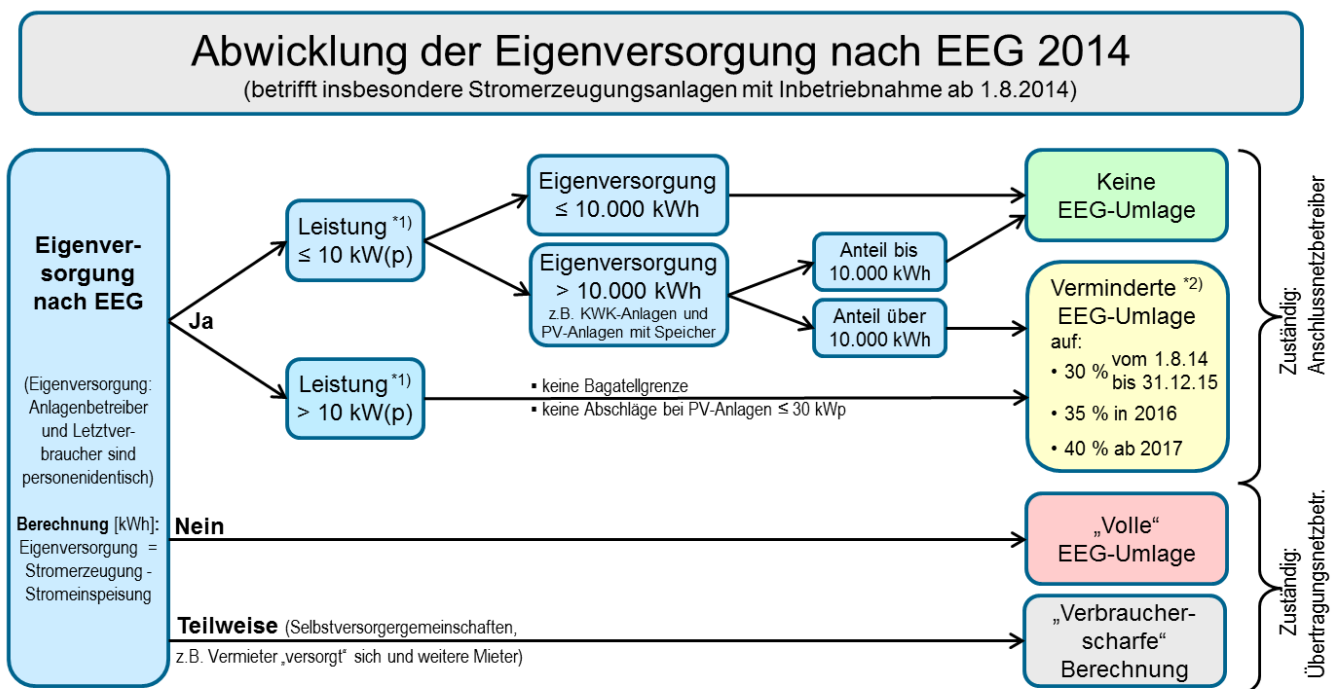 Abwicklung der Eigenversorgung nach EEG 2014
(betrifft insbesondere Stromerzeugungsanlagen mit Inbetriebnahme ab 1.8.2014)
Eigenver-
sorgung
nach EEG
(Eigenversorgung:
Anlagenbetreiber
und Letztver-
braucher sind
personenidentisch)
Berechnung [kWh]:
Eigenversorgung =
Stromerzeugung -
Stromeinspeisung
Ja
Leistung *1)
≤ 10 kW(p)
Eigenversorgung
≤ 10.000 kWh
Eigenversorgung
> 10.000 kWh
z.B. KWK-Anlagen und
PV-Anlagen mit Speicher
Anteil bis
10.000 kWh
Anteil über
10.000 kWh
Keine
EEG-Umlage
Leistung *1)
> 10 kW(p)
▪ keine Bagatellgrenze
▪ keine Abschläge bei PV-Anlagen ≤ 30 kWp
Verminderte *2)
EEG-Umlage
auf:
• 30 % vom 1.8.14
bis 31.12.15
• 35 % in 2016
• 40 % ab 2017
Zuständig:
Anschlussnetzbetreiber
Nein
„Volle“
EEG-Umlage
Teilweise (Selbstversorgergemeinschaften,
z.B. Vermieter „versorgt“ sich und weitere Mieter)
„Verbraucher-
scharfe“
Berechnung
Zuständig:
Übertragungsnetzbetr.